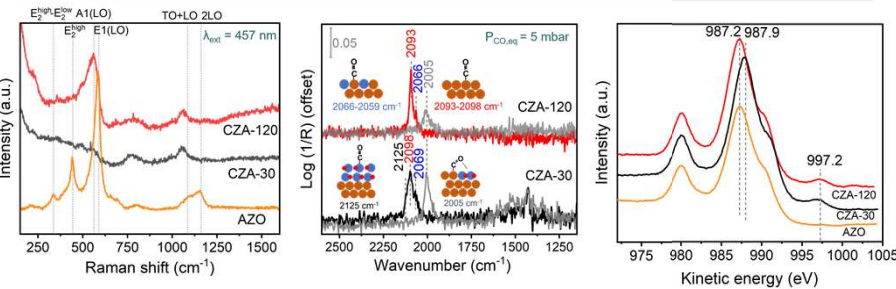 E₂ʰⁱᵍʰ-E₂ˡᵒʷ A1(LO) TO+LO 2LO
E₂ʰⁱᵍʰ E1(LO)
λext = 457 nm
CZA-120
CZA-30
AZO
Intensity (a.u.)
250 500 750 1000 1250 1500
Raman shift (cm⁻¹)
0.05
2093
2066
2005
P_CO,eq = 5 mbar
O
C
2066-2059 cm⁻¹
O
C
2093-2098 cm⁻¹
CZA-120
2125
2098
2069
O
C
2125 cm⁻¹
C O
2005 cm⁻¹
CZA-30
Log (1/R) (offset)
2500 2000 1500
Wavenumber (cm⁻¹)
987.2 987.9
997.2
CZA-120
CZA-30
AZO
Intensity (a.u.)
975 980 985 990 995 1000 1005
Kinetic energy (eV)